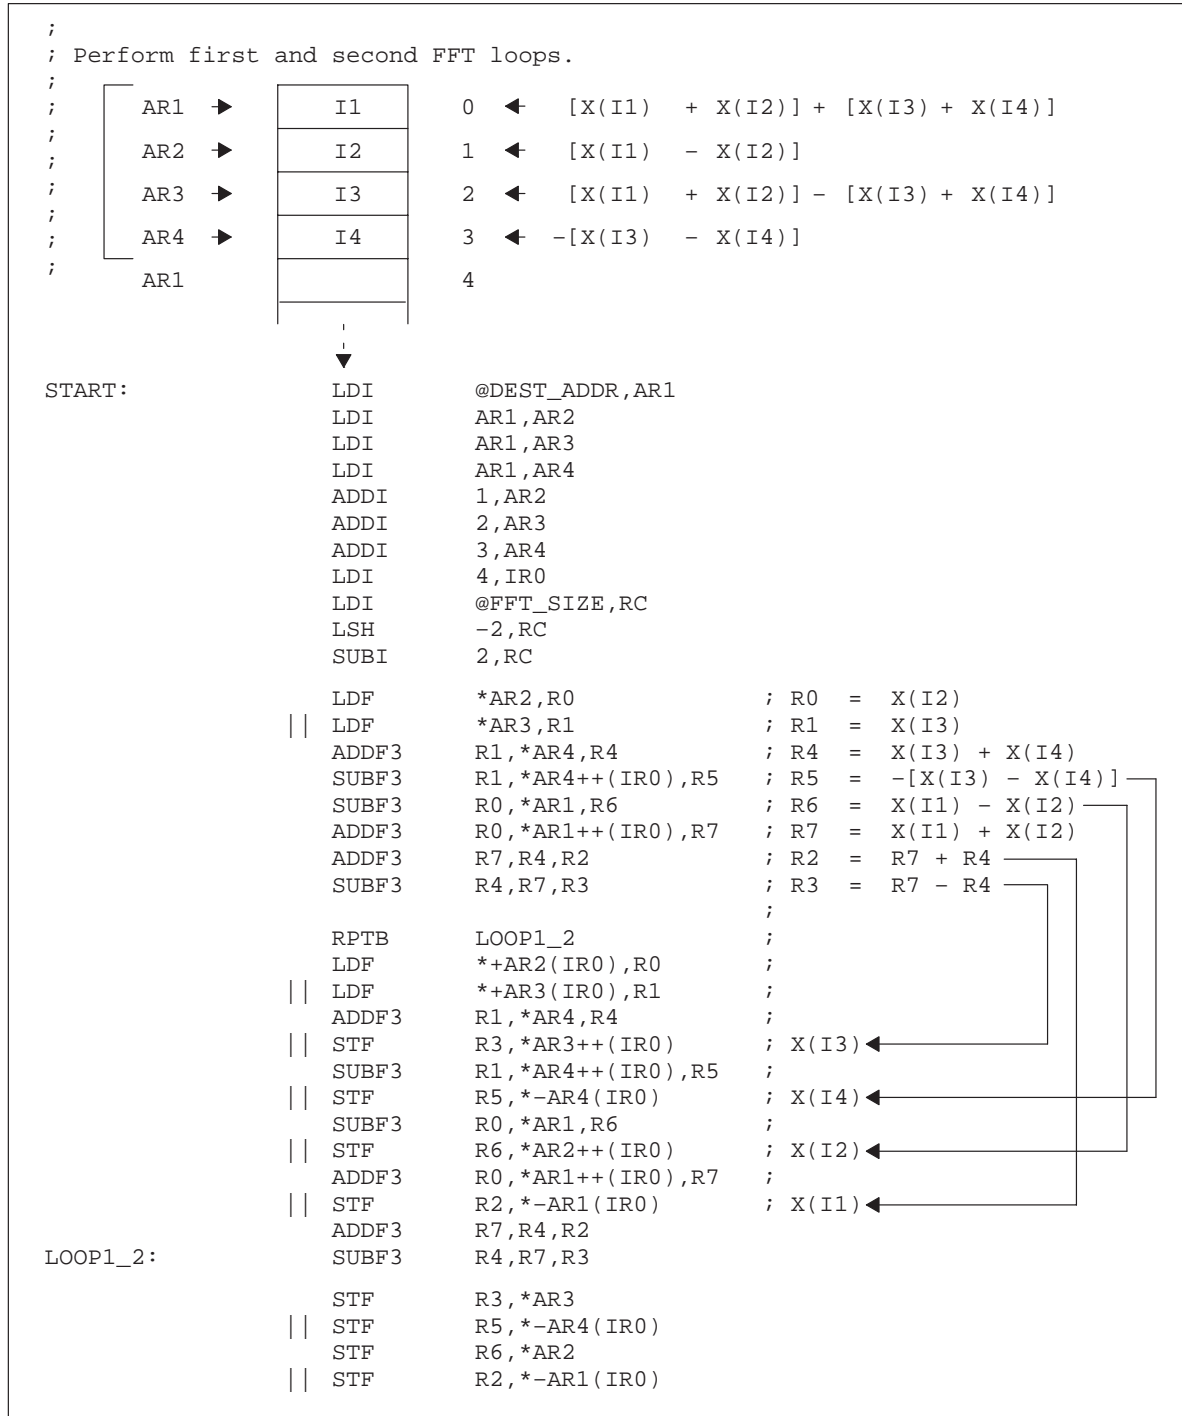 ;
; Perform first and second FFT loops.
;
; AR1 I1 0 [X(I1) + X(I2)] + [X(I3) + X(I4)]
;
; AR2 I2 1 [X(I1) − X(I2)]
;
; AR3 I3 2 [X(I1) + X(I2)] − [X(I3) + X(I4)]
;
; AR4 I4 3 −[X(I3) − X(I4)]
;
AR1 4
START: LDI @DEST_ADDR,AR1
LDI AR1,AR2
LDI AR1,AR3
LDI AR1,AR4
ADDI 1,AR2
ADDI 2,AR3
ADDI 3,AR4
LDI 4,IR0
LDI @FFT_SIZE,RC
LSH −2,RC
SUBI 2,RC
LDF *AR2,R0 ; R0 = X(I2)
|| LDF *AR3,R1 ; R1 = X(I3)
ADDF3 R1,*AR4,R4 ; R4 = X(I3) + X(I4)
SUBF3 R1,*AR4++(IR0),R5 ; R5 = −[X(I3) − X(I4)]
SUBF3 R0,*AR1,R6 ; R6 = X(I1) − X(I2)
ADDF3 R0,*AR1++(IR0),R7 ; R7 = X(I1) + X(I2)
ADDF3 R7,R4,R2 ; R2 = R7 + R4
SUBF3 R4,R7,R3 ; R3 = R7 − R4
;
RPTB LOOP1_2 ;
LDF *+AR2(IR0),R0 ;
|| LDF *+AR3(IR0),R1 ;
ADDF3 R1,*AR4,R4 ;
|| STF R3,*AR3++(IR0) ; X(I3)
SUBF3 R1,*AR4++(IR0),R5 ;
|| STF R5,*−AR4(IR0) ; X(I4)
SUBF3 R0,*AR1,R6 ;
|| STF R6,*AR2++(IR0) ; X(I2)
ADDF3 R0,*AR1++(IR0),R7 ;
|| STF R2,*−AR1(IR0) ; X(I1)
ADDF3 R7,R4,R2
LOOP1_2: SUBF3 R4,R7,R3
STF R3,*AR3
|| STF R5,*−AR4(IR0)
STF R6,*AR2
|| STF R2,*−AR1(IR0)